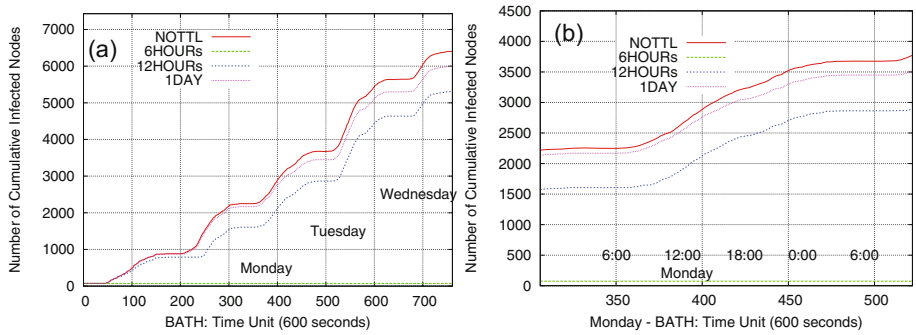 (a)
NOTTL
6HOURs
12HOURs
1DAY
7000
6000
5000
4000
3000
2000
1000
0
Number of Cumulative Infected Nodes
Wednesday
Tuesday
Monday
0 100 200 300 400 500 600 700
BATH: Time Unit (600 seconds)
(b)
NOTTL
6HOURs
12HOURs
1DAY
4500
4000
3500
3000
2500
2000
1500
1000
500
0
Number of Cumulative Infected Nodes
6:00 12:00 18:00 0:00 6:00
Monday
350 400 450 500
Monday - BATH: Time Unit (600 seconds)